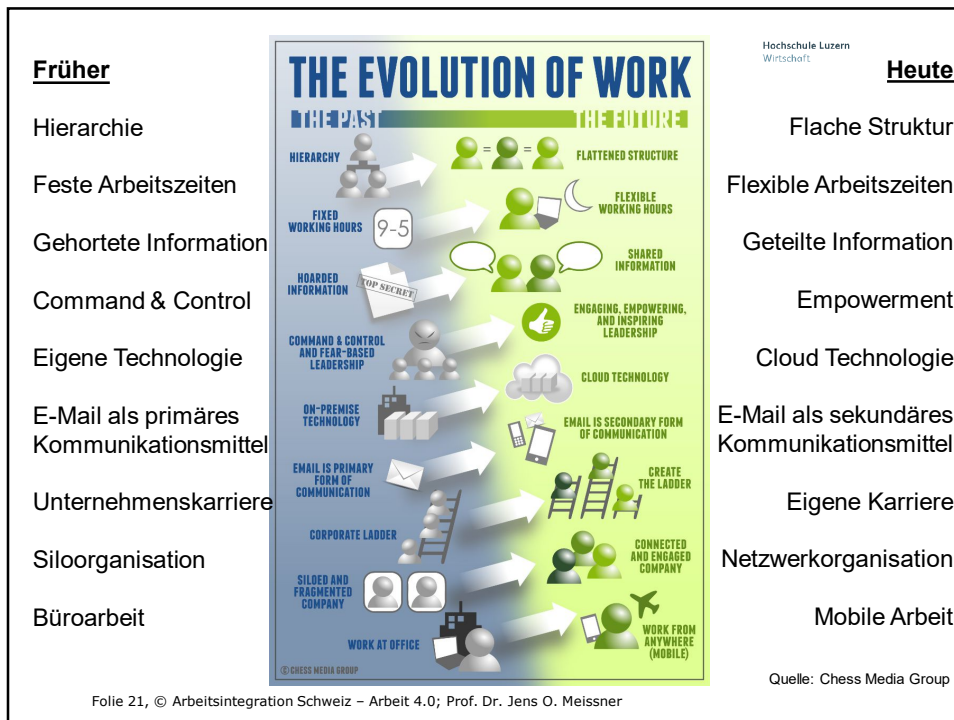 Früher
Hierarchie
Feste Arbeitszeiten
Gehortete Information
Command & Control
Eigene Technologie
E-Mail als primäres
Kommunikationsmittel
Unternehmenskarriere
Siloorganisation
Büroarbeit
THE EVOLUTION OF WORK
THE PAST
THE FUTURE
HIERARCHY
FLATTENED STRUCTURE
FIXED
WORKING HOURS
9-5
FLEXIBLE
WORKING HOURS
HOARDED
INFORMATION
TOP SECRET
SHARED
INFORMATION
COMMAND & CONTROL
AND FEAR-BASED
LEADERSHIP
ENGAGING, EMPOWERING,
AND INSPIRING
LEADERSHIP
ON-PREMISE
TECHNOLOGY
CLOUD TECHNOLOGY
EMAIL IS PRIMARY
FORM OF
COMMUNICATION
EMAIL IS SECONDARY FORM
OF COMMUNICATION
CORPORATE LADDER
CREATE
THE LADDER
SILOED AND
FRAGMENTED
COMPANY
CONNECTED
AND ENGAGED
COMPANY
WORK AT OFFICE
WORK FROM
ANYWHERE
(MOBILE)
© CHESS MEDIA GROUP
Hochschule Luzern
Wirtschaft
Heute
Flache Struktur
Flexible Arbeitszeiten
Geteilte Information
Empowerment
Cloud Technologie
E-Mail als sekundäres
Kommunikationsmittel
Eigene Karriere
Netzwerkorganisation
Mobile Arbeit
Quelle: Chess Media Group
Folie 21, © Arbeitsintegration Schweiz – Arbeit 4.0; Prof. Dr. Jens O. Meissner